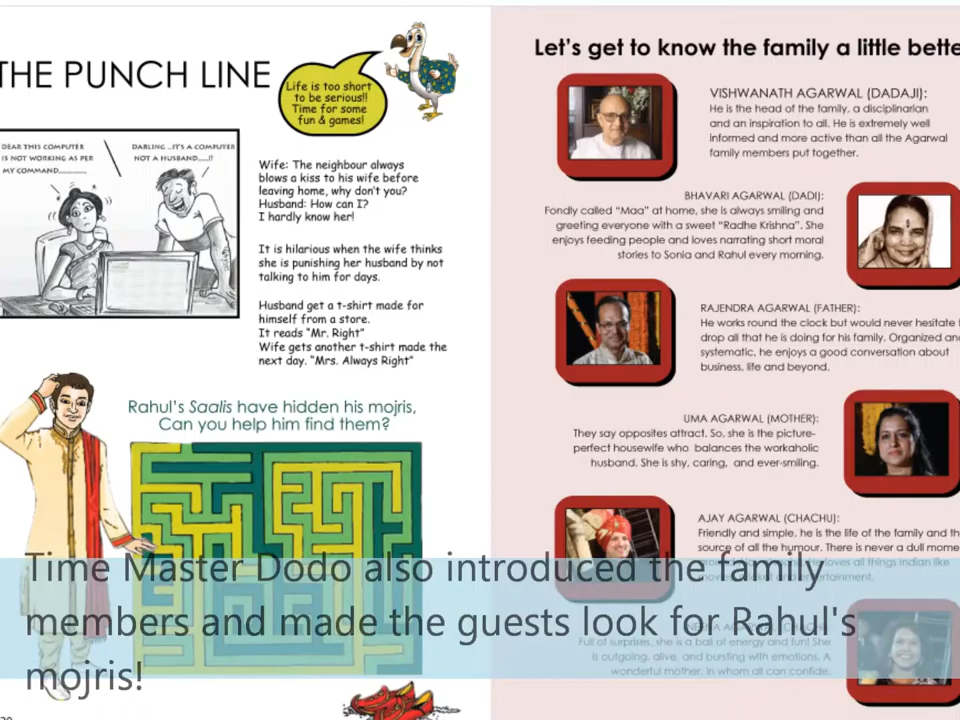 THE PUNCH LINE
Life is too short
to be serious!!
Time for some
fun & games!
DEAR THIS COMPUTER
IS NOT WORKING AS PER
MY COMMAND............
DARLING ..IT'S A COMPUTER
NOT A HUSBAND.....!!
Wife: The neighbour always
blows a kiss to his wife before
leaving home, why don't you?
Husband: How can I?
I hardly know her!
It is hilarious when the wife thinks
she is punishing her husband by not
talking to him for days.
Husband get a t-shirt made for
himself from a store.
It reads "Mr. Right"
Wife gets another t-shirt made the
next day. "Mrs. Always Right"
Rahul's Saalis have hidden his mojris,
Can you help him find them?
Let's get to know the family a little bette
VISHWANATH AGARWAL (DADAJI):
He is the head of the family, a disciplinarian
and an inspiration to all. He is extremely well
informed and more active than all the Agarwal
family members put together.
BHAVARI AGARWAL (DADI):
Fondly called "Maa" at home, she is always smiling and
greeting everyone with a sweet "Radhe Krishna". She
enjoys feeding people and loves narrating short moral
stories to Sonia and Rahul every morning.
RAJENDRA AGARWAL (FATHER):
He works round the clock but would never hesitate t
drop all that he is doing for his family. Organized and
systematic, he enjoys a good conversation about
business, life and beyond.
UMA AGARWAL (MOTHER):
They say opposites attract. So, she is the picture-
perfect housewife who balances the workaholic
husband. She is shy, caring, and ever-smiling.
AJAY AGARWAL (CHACHU):
Friendly and simple, he is the life of the family and th
source of all the humour. There is never a dull mome
loves all things Indian like
entertainment.
AGARWAL
Full of surprises, she is a ball of energy and fun! She
is outgoing, alive, and bursting with emotions. A
wonderful mother, in whom all can confide.
Time Master Dodo also introduced the family
members and made the guests look for Rahul's
mojris!